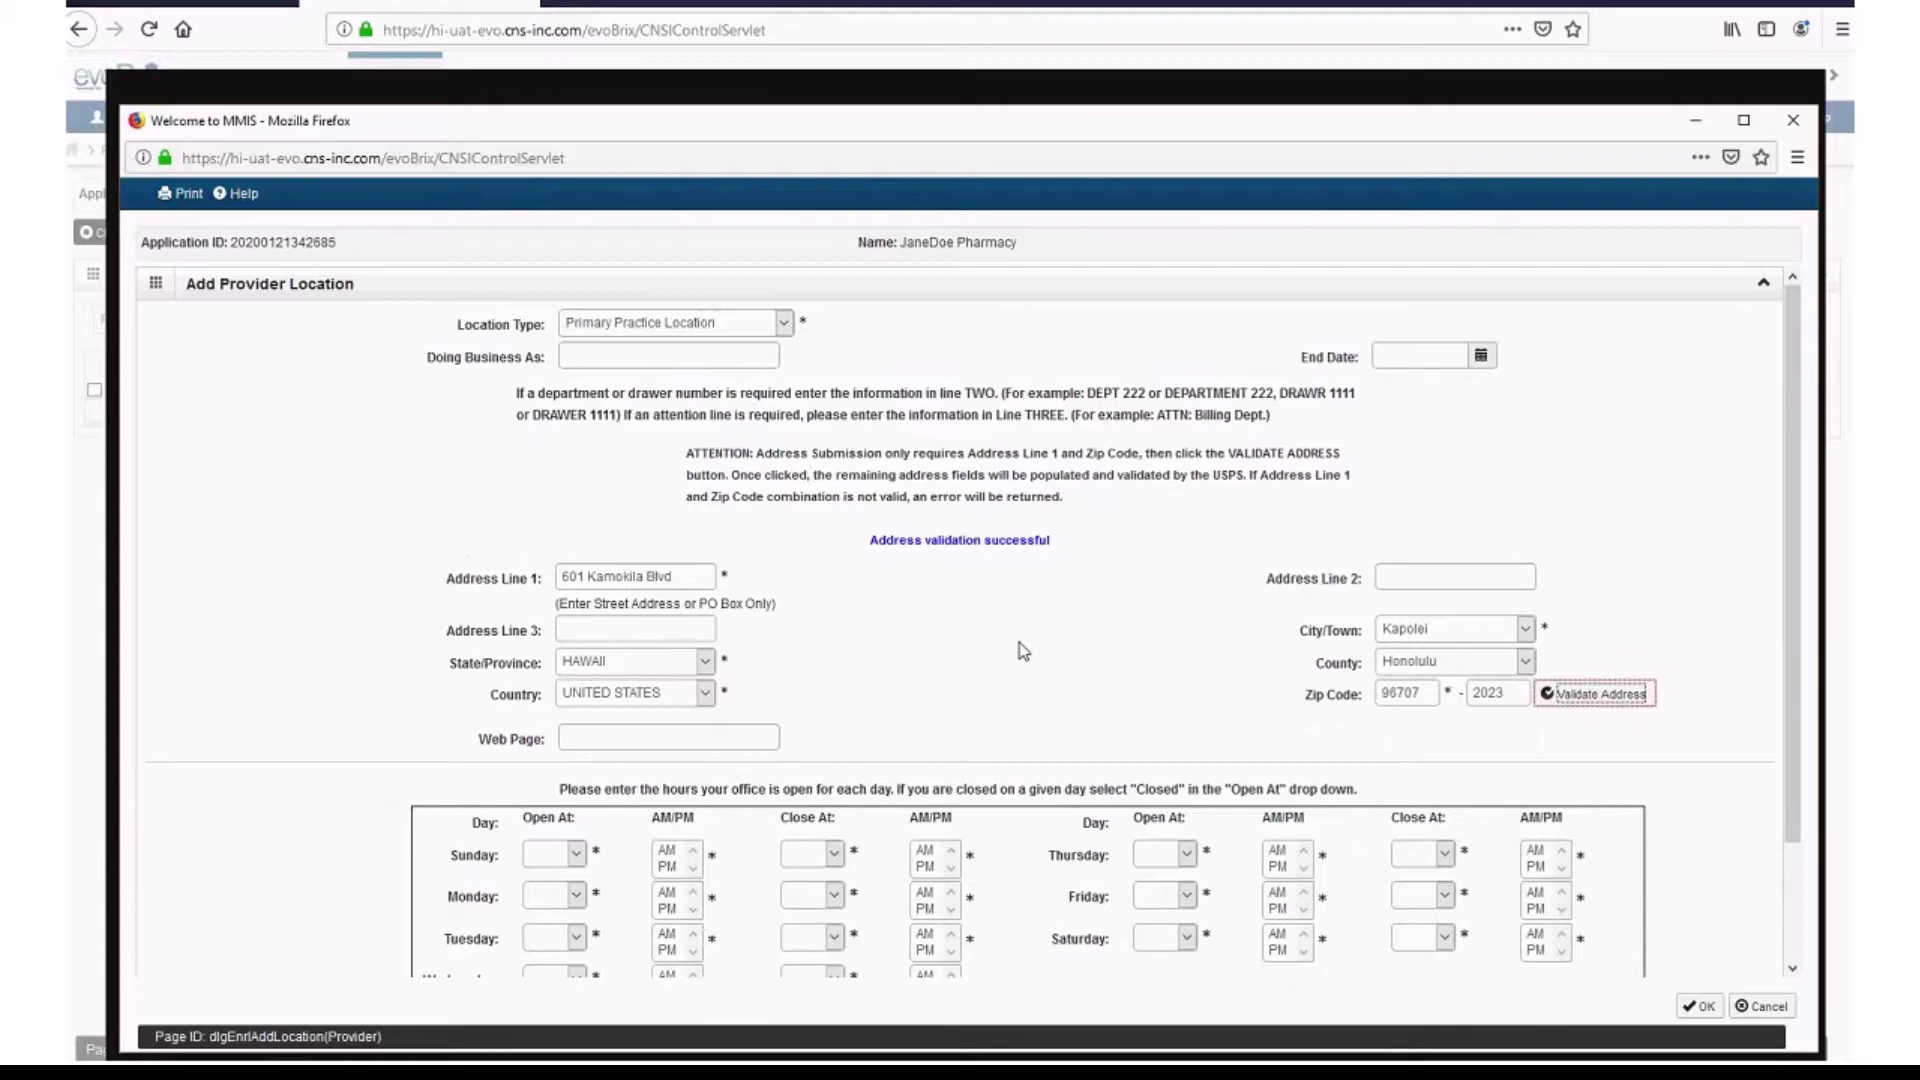 https://hi-uat-evo.cns-inc.com/evoBrix/CNSIControlServlet
Welcome to MMIS - Mozilla Firefox
https://hi-uat-evo.cns-inc.com/evoBrix/CNSIControlServlet
Print Help
Application ID: 20200121342685 Name: JaneDoe Pharmacy
Add Provider Location
Location Type: Primary Practice Location *
Doing Business As: End Date:
If a department or drawer number is required enter the information in line TWO. (For example: DEPT 222 or DEPARTMENT 222, DRAWR 1111
or DRAWER 1111) If an attention line is required, please enter the information in Line THREE. (For example: ATTN: Billing Dept.)
ATTENTION: Address Submission only requires Address Line 1 and Zip Code, then click the VALIDATE ADDRESS
button. Once clicked, the remaining address fields will be populated and validated by the USPS. If Address Line 1
and Zip Code combination is not valid, an error will be returned.
Address validation successful
Address Line 1: 601 Kamokila Blvd * Address Line 2:
(Enter Street Address or PO Box Only)
Address Line 3: City/Town: Kapolei *
State/Province: HAWAII * County: Honolulu
Country: UNITED STATES * Zip Code: 96707 * - 2023 Validate Address
Web Page:
Please enter the hours your office is open for each day. If you are closed on a given day select "Closed" in the "Open At" drop down.
Day: Open At: AM/PM Close At: AM/PM Day: Open At: AM/PM Close At: AM/PM
Sunday: * AM PM * * AM PM * Thursday: * AM PM * * AM PM *
Monday: * AM PM * * AM PM * Friday: * AM PM * * AM PM *
Tuesday: * AM PM * * AM PM * Saturday: * AM PM * * AM PM *
OK Cancel
Page ID: dlgEnrlAddLocation(Provider)